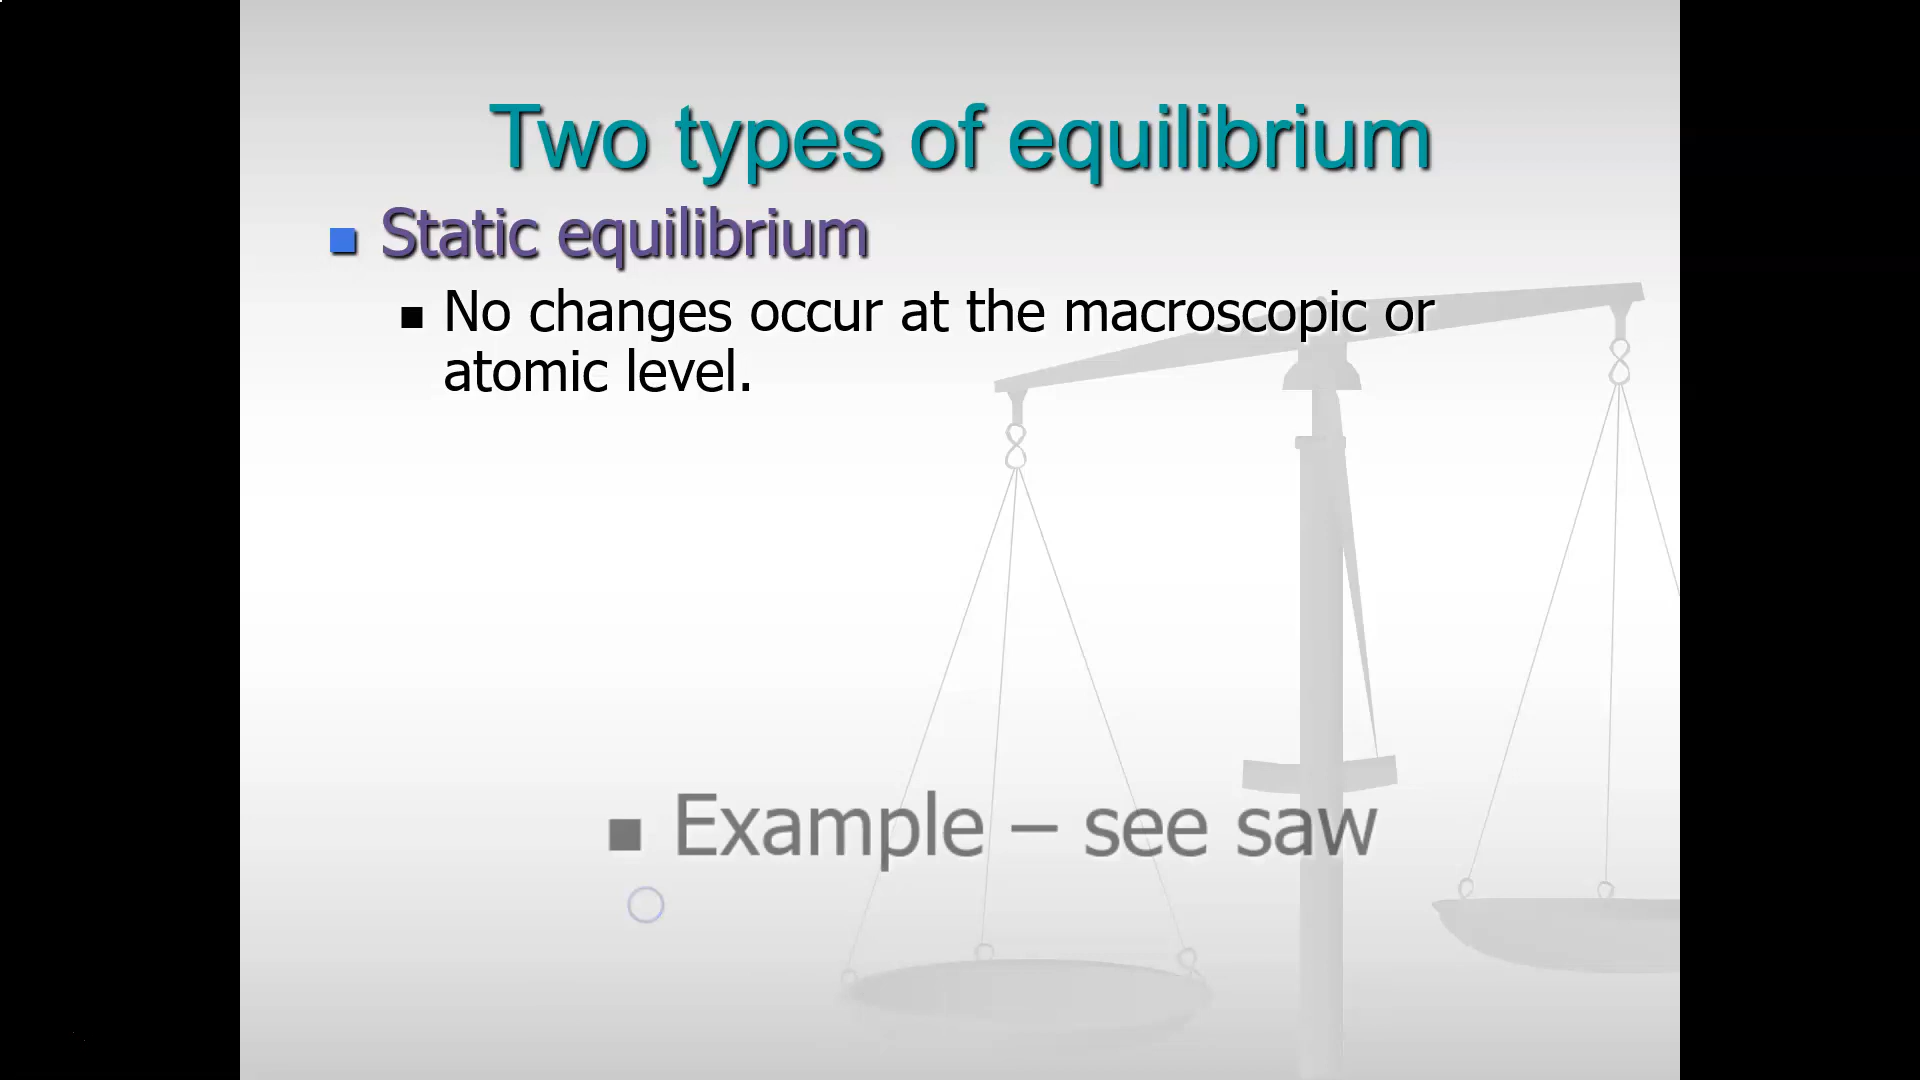 Two types of equilibrium
Static equilibrium
No changes occur at the macroscopic or
atomic level.
Example – see saw